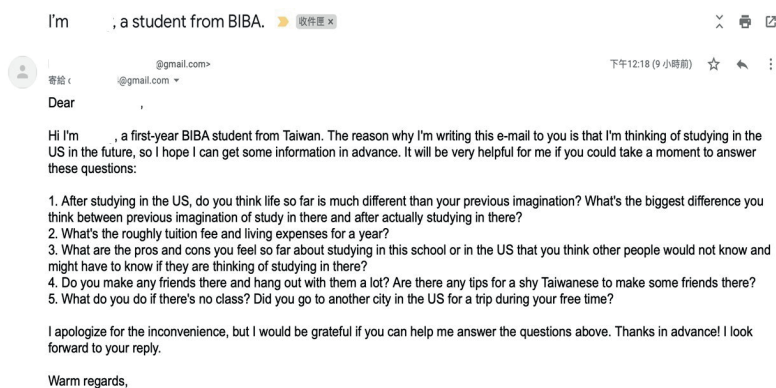 I'm , a student from BIBA. 收件匣 ×
@gmail.com>
下午12:18 (9 小時前)
寄給 @gmail.com
Dear ,
Hi I'm , a first-year BIBA student from Taiwan. The reason why I'm writing this e-mail to you is that I'm thinking of studying in the
US in the future, so I hope I can get some information in advance. It will be very helpful for me if you could take a moment to answer
these questions:
1. After studying in the US, do you think life so far is much different than your previous imagination? What's the biggest difference you
think between previous imagination of study in there and after actually studying in there?
2. What's the roughly tuition fee and living expenses for a year?
3. What are the pros and cons you feel so far about studying in this school or in the US that you think other people would not know and
might have to know if they are thinking of studying in there?
4. Do you make any friends there and hang out with them a lot? Are there any tips for a shy Taiwanese to make some friends there?
5. What do you do if there's no class? Did you go to another city in the US for a trip during your free time?
I apologize for the inconvenience, but I would be grateful if you can help me answer the questions above. Thanks in advance! I look
forward to your reply.
Warm regards,